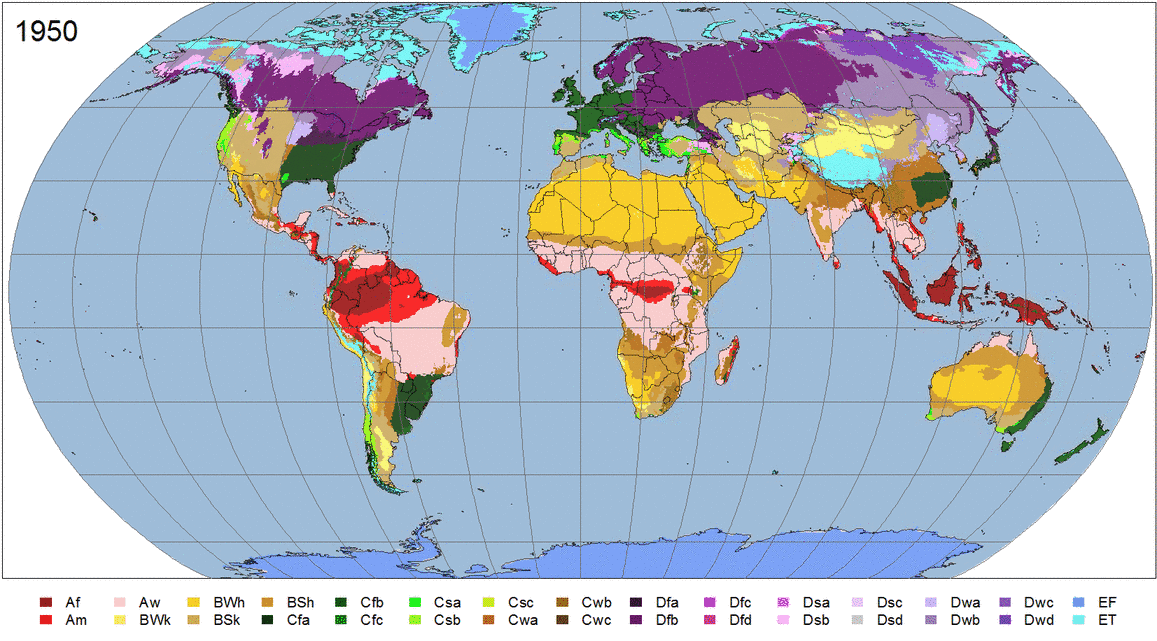 1950
Af Aw BWh BSh Cfb Csa Csc Cwb Dfa Dfc Dsa Dsc Dwa Dwc EF
Am BWk BSk Cfa Cfc Csb Cwa Cwc Dfb Dfd Dsb Dsd Dwb Dwd ET